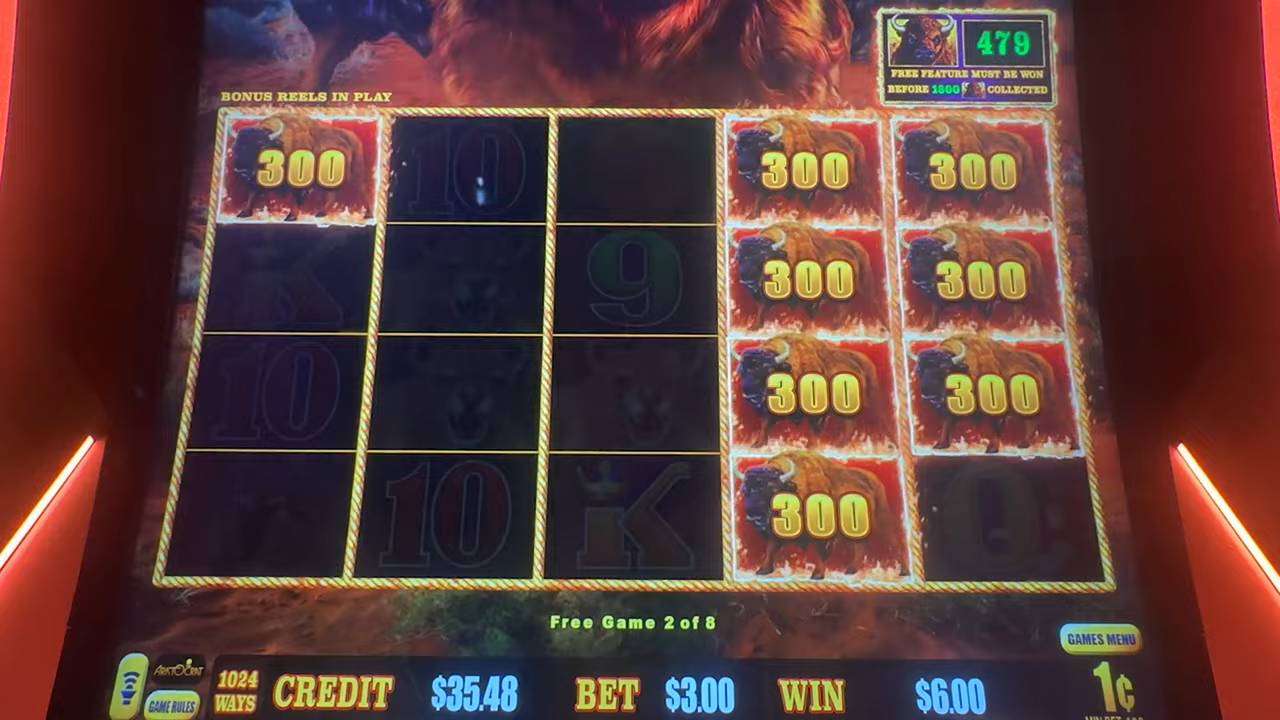 479
FREE FEATURE MUST BE WON
BEFORE 1800 COLLECTED
BONUS REELS IN PLAY
300 10 300 300
K 9 300 300
10 300 300
10 K 300 Q
Free Game 2 of 8
GAMES MENU
ARISTOCRAT
GAME RULES
1024 WAYS
CREDIT $35.48 BET $3.00 WIN $6.00
1¢